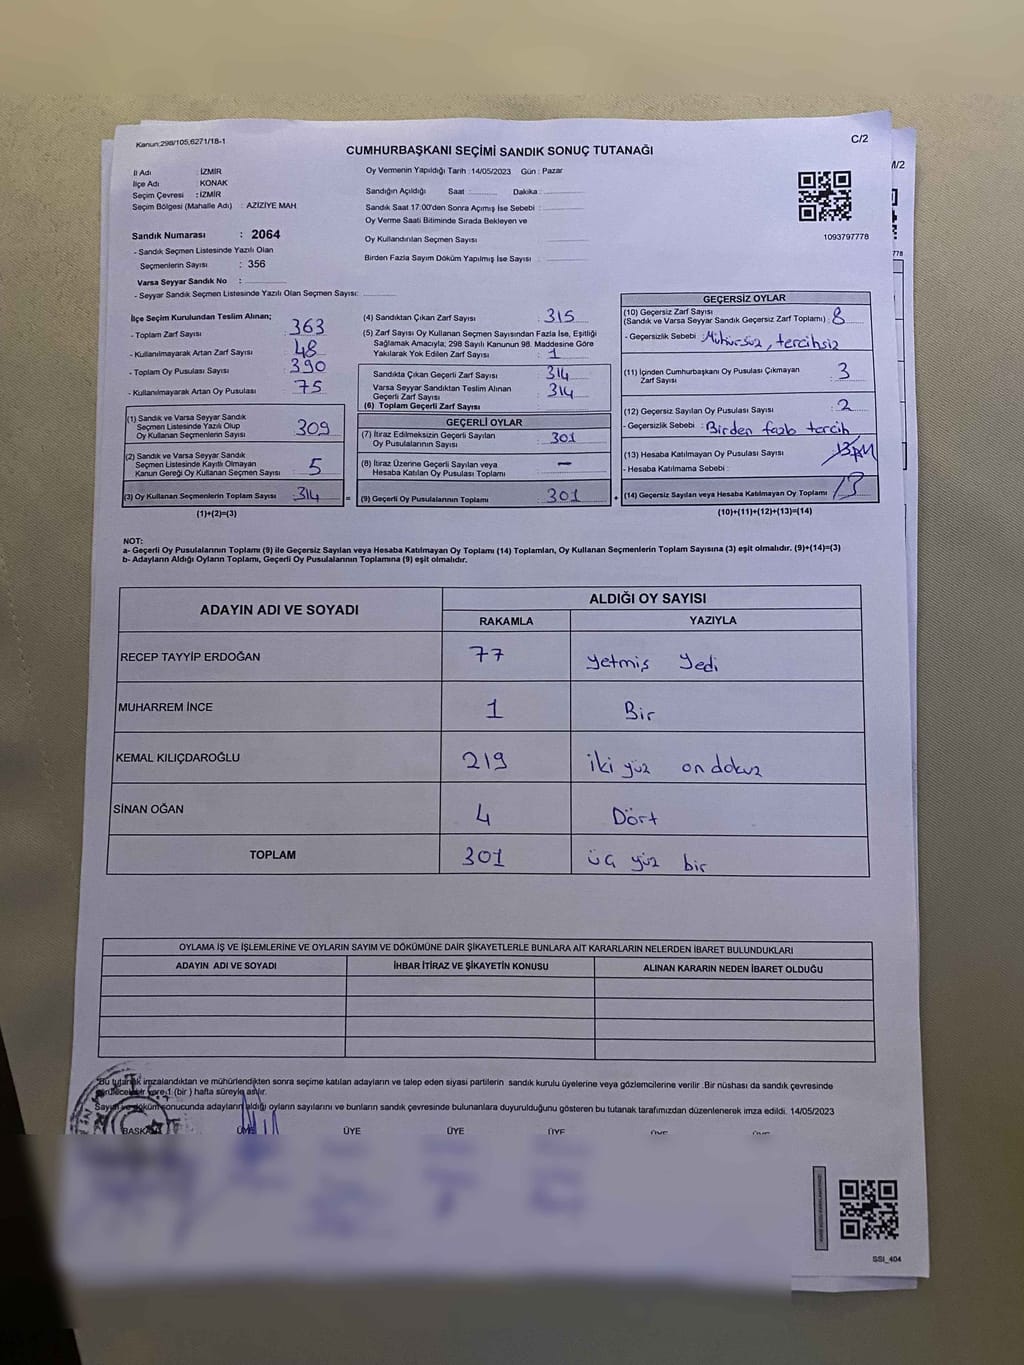 Kanun:298/105,6271/18-1
C/2
CUMHURBAŞKANI SEÇİMİ SANDIK SONUÇ TUTANAĞI
İl Adı : İZMİR
İlçe Adı KONAK
Seçim Çevresi : İZMİR
Seçim Bölgesi (Mahalle Adı) : AZİZİYE MAH
Oy Vermenin Yapıldığı Tarih :14/05/2023 Gün : Pazar
Sandığın Açıldığı Saat : Dakika :
Sandık Saat 17:00'den Sonra Açımış İse Sebebi :
Oy Verme Saati Bitiminde Sırada Bekleyen ve
Oy Kullandırılan Seçmen Sayısı
Birden Fazla Sayım Döküm Yapılmış İse Sayısı :
1093797778
Sandık Numarası : 2064
- Sandık Seçmen Listesinde Yazılı Olan
Seçmenlerin Sayısı : 356
Varsa Seyyar Sandık No :
- Seyyar Sandık Seçmen Listesinde Yazılı Olan Seçmen Sayısı:
İlçe Seçim Kurulundan Teslim Alınan;
- Toplam Zarf Sayısı 363
- Kullanılmayarak Artan Zarf Sayısı 48
- Toplam Oy Pusulası Sayısı 390
- Kullanılmayarak Artan Oy Pusulası 75
(1) Sandık ve Varsa Seyyar Sandık
Seçmen Listesinde Yazılı Olup
Oy Kullanan Seçmenlerin Sayısı 309
(2) Sandık ve Varsa Seyyar Sandık
Seçmen Listesinde Kayıtlı Olmayan
Kanun Gereği Oy Kullanan Seçmen Sayısı 5
(3) Oy Kullanan Seçmenlerin Toplam Sayısı 314 =
(1)+(2)=(3)
(4) Sandıktan Çıkan Zarf Sayısı 315
(5) Zarf Sayısı Oy Kullanan Seçmen Sayısından Fazla İse, Eşitliği
Sağlamak Amacıyla; 298 Sayılı Kanunun 98. Maddesine Göre
Yakılarak Yok Edilen Zarf Sayısı : 1
Sandıkta Çıkan Geçerli Zarf Sayısı 314
Varsa Seyyar Sandıktan Teslim Alınan
Geçerli Zarf Sayısı 314
(6) Toplam Geçerli Zarf Sayısı
GEÇERLİ OYLAR
(7) İtiraz Edilmeksizin Geçerli Sayılan
Oy Pusulalarının Sayısı 301
(8) İtiraz Üzerine Geçerli Sayılan veya
Hesaba Katılan Oy Pusulası Toplamı —
(9) Geçerli Oy Pusulalarının Toplamı 301 +
GEÇERSİZ OYLAR
(10) Geçersiz Zarf Sayısı
(Sandık ve Varsa Seyyar Sandık Geçersiz Zarf Toplamı) : 8
- Geçersizlik Sebebi : Mühürsüz, tercihsiz
(11) İçinden Cumhurbaşkanı Oy Pusulası Çıkmayan
Zarf Sayısı 3
(12) Geçersiz Sayılan Oy Pusulası Sayısı : 2
- Geçersizlik Sebebi : Birden fazla tercih
(13) Hesaba Katılmayan Oy Pusulası Sayısı
- Hesaba Katılmama Sebebi :
(14) Geçersiz Sayılan veya Hesaba Katılmayan Oy Toplamı 13
(10)+(11)+(12)+(13)=(14)
NOT:
a- Geçerli Oy Pusulalarının Toplamı (9) ile Geçersiz Sayılan veya Hesaba Katılmayan Oy Toplamı (14) Toplamları, Oy Kullanan Seçmenlerin Toplam Sayısına (3) eşit olmalıdır. (9)+(14)=(3)
b- Adayların Aldığı Oyların Toplamı, Geçerli Oy Pusulalarının Toplamına (9) eşit olmalıdır.
ADAYIN ADI VE SOYADI
ALDIĞI OY SAYISI
RAKAMLA YAZIYLA
RECEP TAYYİP ERDOĞAN 77 yetmiş yedi
MUHARREM İNCE 1 Bir
KEMAL KILIÇDAROĞLU 219 iki yüz on dokuz
SİNAN OĞAN 4 Dört
TOPLAM 301 üç yüz bir
OYLAMA İŞ VE İŞLEMLERİNE VE OYLARIN SAYIM VE DÖKÜMÜNE DAİR ŞİKAYETLERLE BUNLARA AİT KARARLARIN NELERDEN İBARET BULUNDUKLARI
ADAYIN ADI VE SOYADI İHBAR İTİRAZ VE ŞİKAYETİN KONUSU ALINAN KARARIN NEDEN İBARET OLDUĞU
Bu tutanak imzalandıktan ve mühürlendikten sonra seçime katılan adayların ve talep eden siyasi partilerin sandık kurulu üyelerine veya gözlemcilerine verilir .Bir nüshası da sandık çevresinde
1 (bir ) hafta süreyle asılır.
Sayım ve döküm sonucunda adayların aldığı oyların sayılarını ve bunların sandık çevresinde bulunanlara duyurulduğunu gösteren bu tutanak tarafımızdan düzenlenerek imza edildi. 14/05/2023
BAŞKAN ÜYE ÜYE ÜYE ÜYE
SSI_404